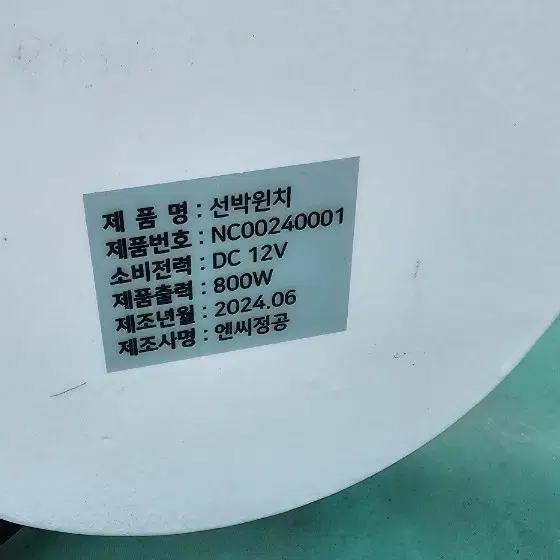 제 품 명 : 선박윈치
제품번호 : NC00240001
소비전력 : DC 12V
제품출력 : 800W
제조년월 : 2024.06
제조사명 : 엔씨정공